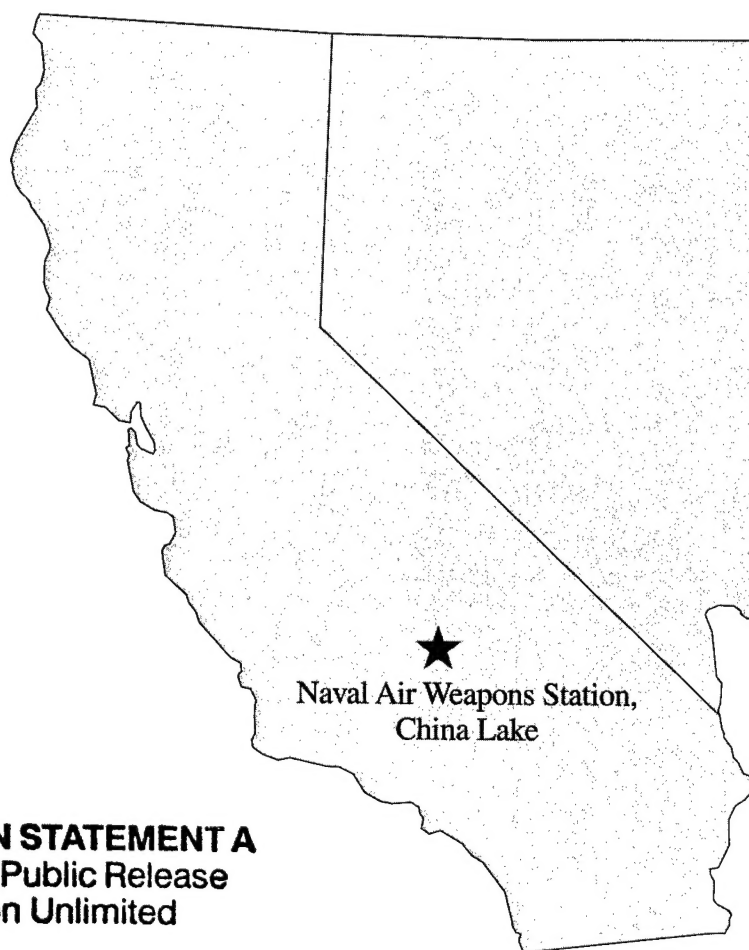 Naval Air Weapons Station,
China Lake
N STATEMENT A
Public Release
n Unlimited